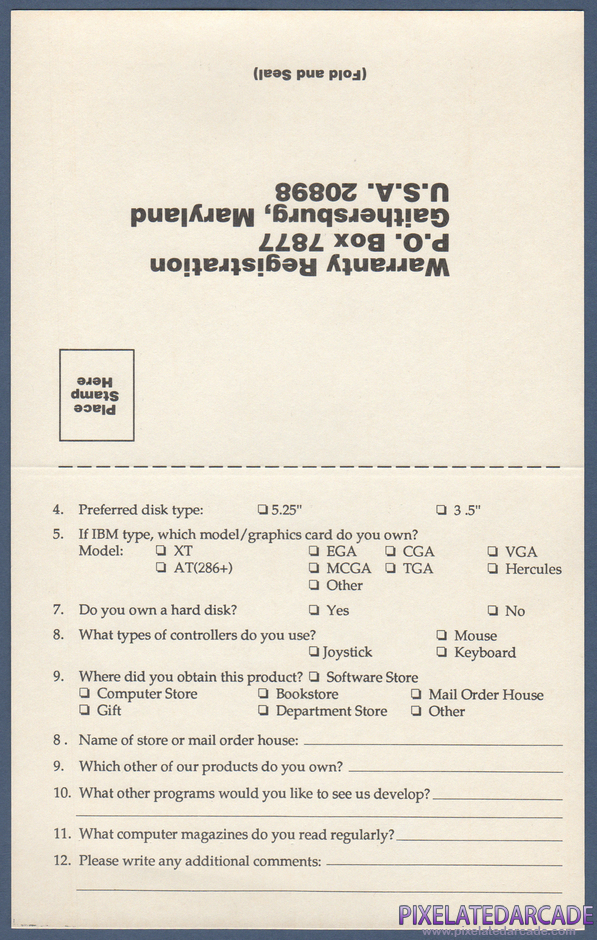 (Fold and Seal)
Warranty Registration
P.O. Box 7877
Gaithersburg, Maryland
U.S.A. 20898
Place
Stamp
Here
4. Preferred disk type: ❏ 5.25" ❏ 3 .5"
5. If IBM type, which model/graphics card do you own?
Model: ❏ XT ❏ EGA ❏ CGA ❏ VGA
❏ AT(286+) ❏ MCGA ❏ TGA ❏ Hercules
❏ Other
7. Do you own a hard disk? ❏ Yes ❏ No
8. What types of controllers do you use? ❏ Mouse
❏ Joystick ❏ Keyboard
9. Where did you obtain this product? ❏ Software Store
❏ Computer Store ❏ Bookstore ❏ Mail Order House
❏ Gift ❏ Department Store ❏ Other
8 . Name of store or mail order house:
9. Which other of our products do you own?
10. What other programs would you like to see us develop?
11. What computer magazines do you read regularly?
12. Please write any additional comments:
PIXELATEDARCADE
www.pixelatedarcade.com